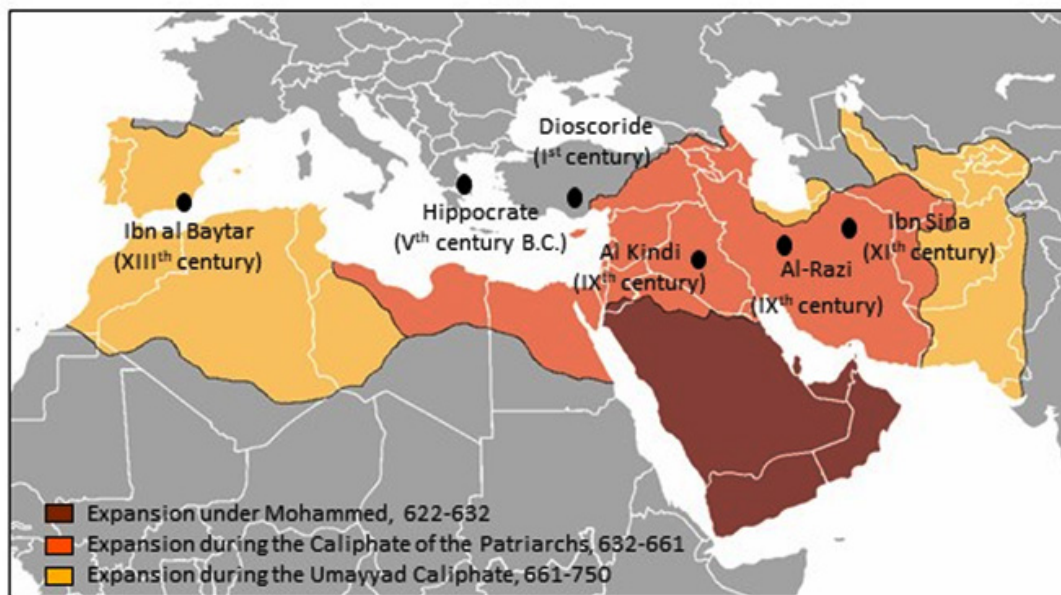 Dioscoride
(Ist century)
Hippocrate
(Vth century B.C.)
Ibn al Baytar
(XIIIth century)
Al Kindi
(IXth century)
Al-Razi
(IXth century)
Ibn Sina
(XIth century)
Expansion under Mohammed, 622-632
Expansion during the Caliphate of the Patriarchs, 632-661
Expansion during the Umayyad Caliphate, 661-750